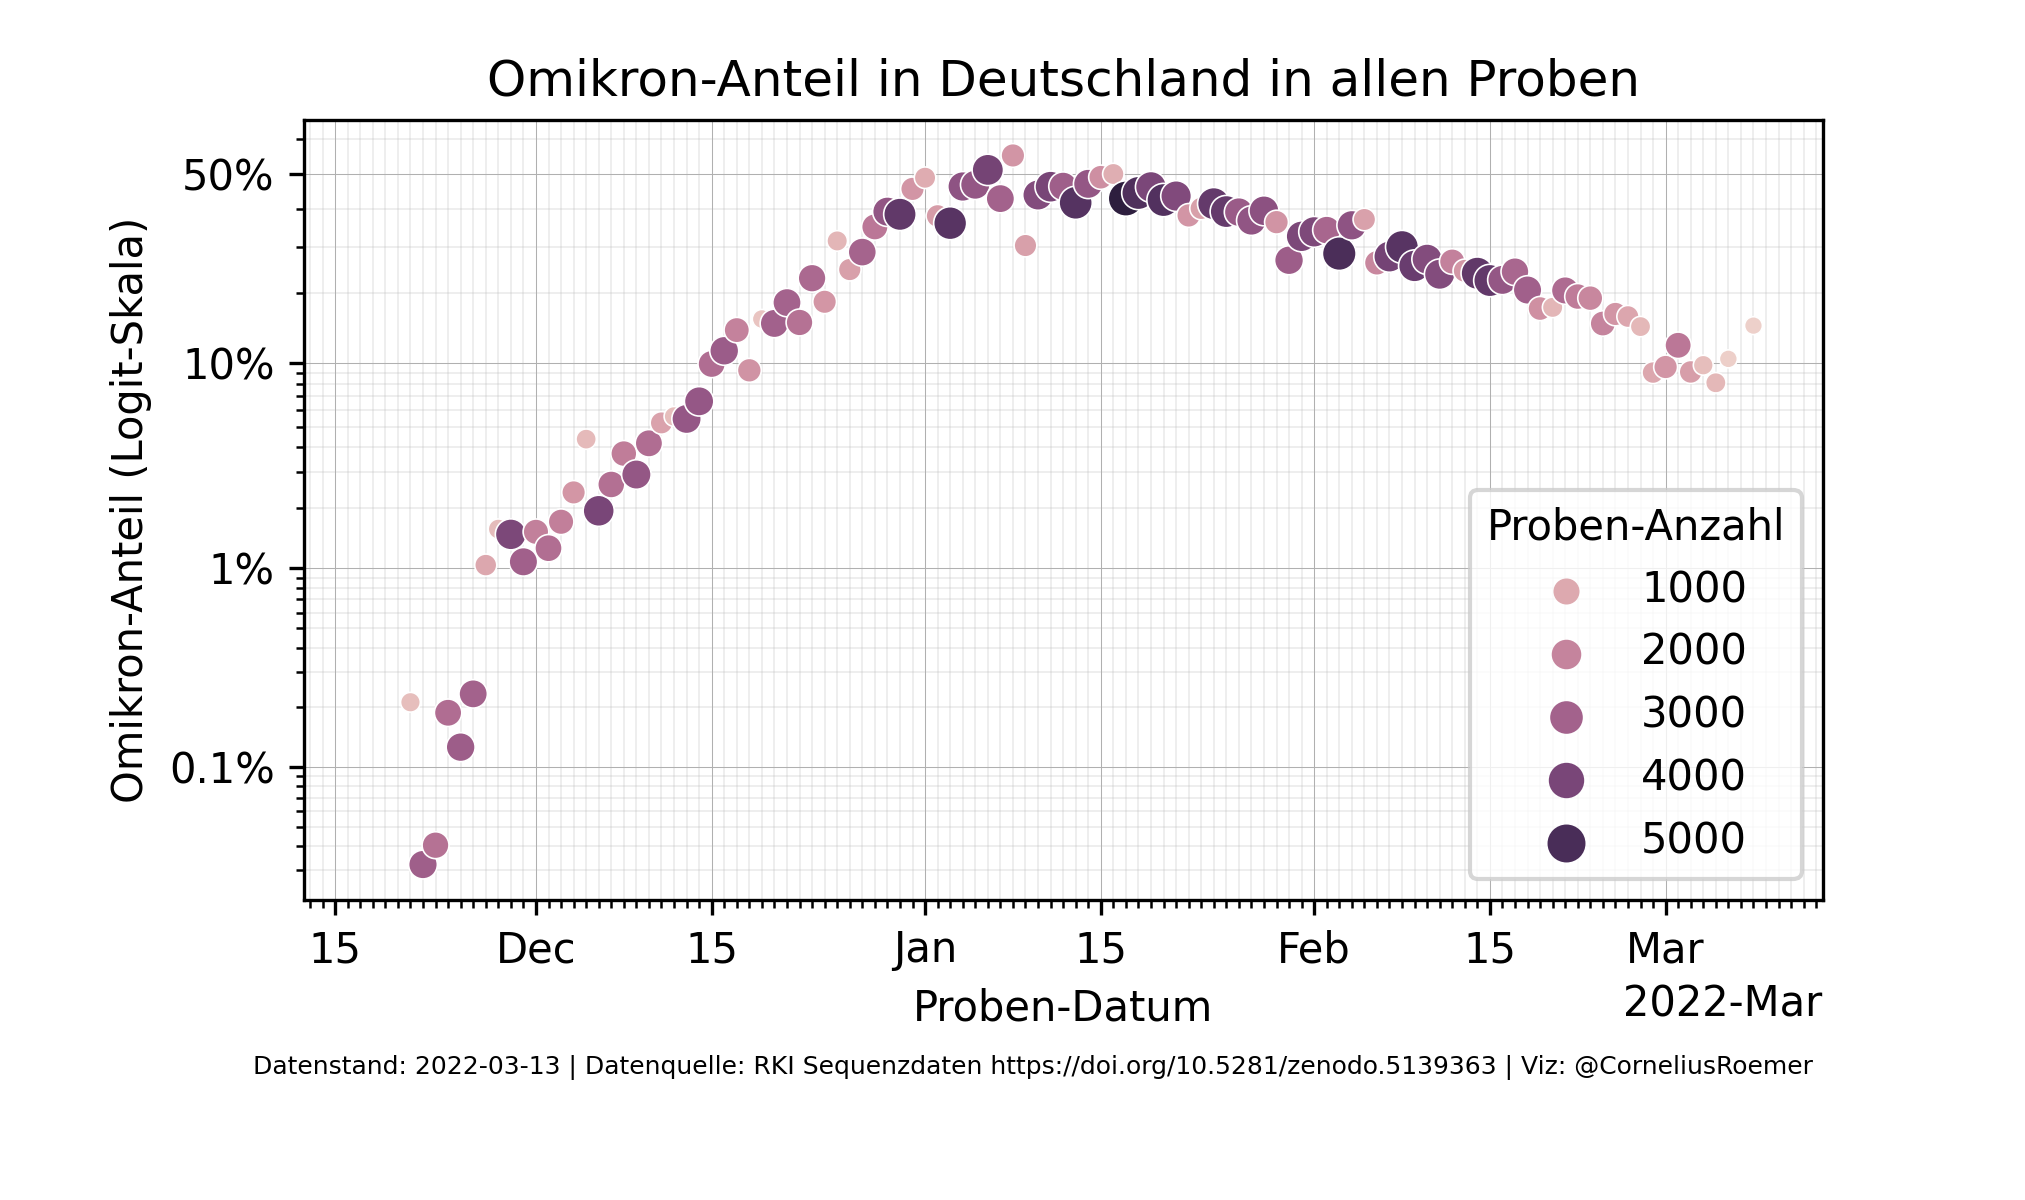 Omikron-Anteil in Deutschland in allen Proben
Omikron-Anteil (Logit-Skala)
50%
10%
1%
0.1%
Proben-Anzahl
1000
2000
3000
4000
5000
15 Dec 15 Jan 15 Feb 15 Mar
Proben-Datum
2022-Mar
Datenstand: 2022-03-13 | Datenquelle: RKI Sequenzdaten https://doi.org/10.5281/zenodo.5139363 | Viz: @CorneliusRoemer